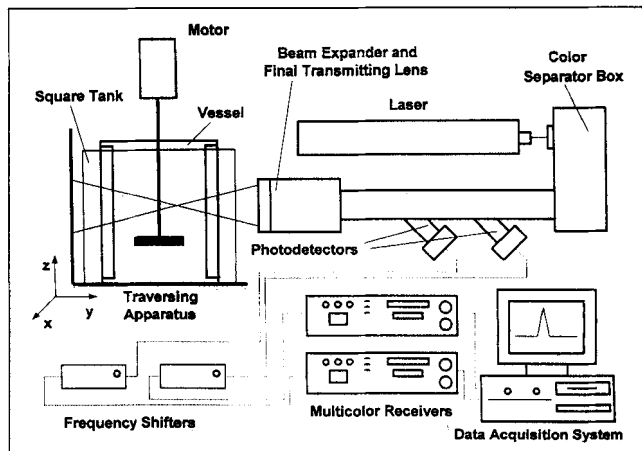 Motor
Beam Expander and
Final Transmitting Lens
Color
Separator Box
Square Tank
Vessel
Laser
Photodetectors
z
y
x
Traversing
Apparatus
Frequency Shifters
Multicolor Receivers
Data Acquisition System